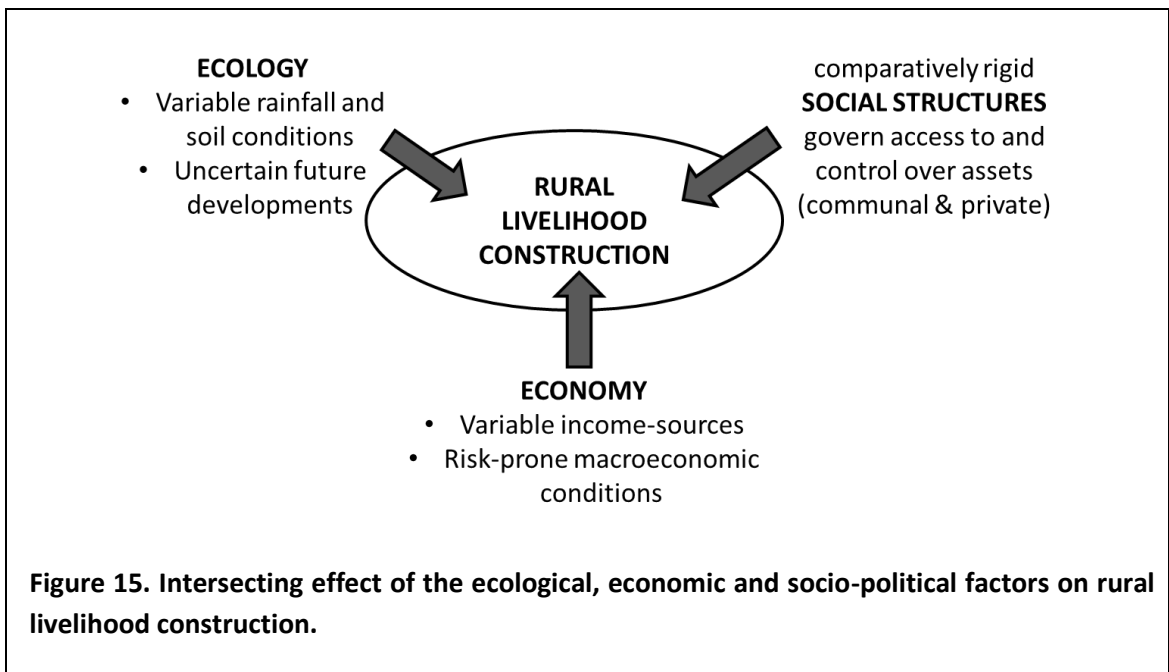 ECOLOGY
• Variable rainfall and
soil conditions
• Uncertain future
developments
comparatively rigid
SOCIAL STRUCTURES
govern access to and
control over assets
(communal & private)
RURAL
LIVELIHOOD
CONSTRUCTION
ECONOMY
• Variable income-sources
• Risk-prone macroeconomic
conditions
Figure 15. Intersecting effect of the ecological, economic and socio-political factors on rural
livelihood construction.